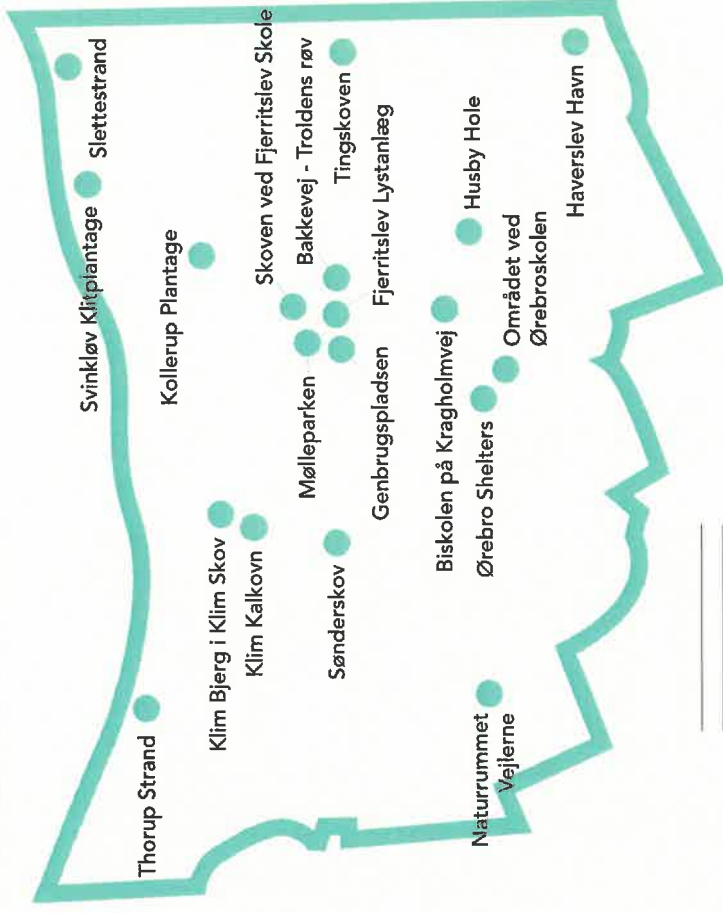 Slettestrand
Svinkløv Klitplantage
Kollerup Plantage
Thorup Strand
Skoven ved Fjerritslev Skole
Bakkevej - Troldens røv
Tingskoven
Fjerritslev Lystanlæg
Mølleparken
Genbrugspladsen
Klim Bjerg i Klim Skov
Klim Kalkovn
Sønderskov
Husby Hole
Biskolen på Kragholmvej
Ørebro Shelters
Området ved
Ørebroskolen
Haverslev Havn
Naturrummet
Vejlerne